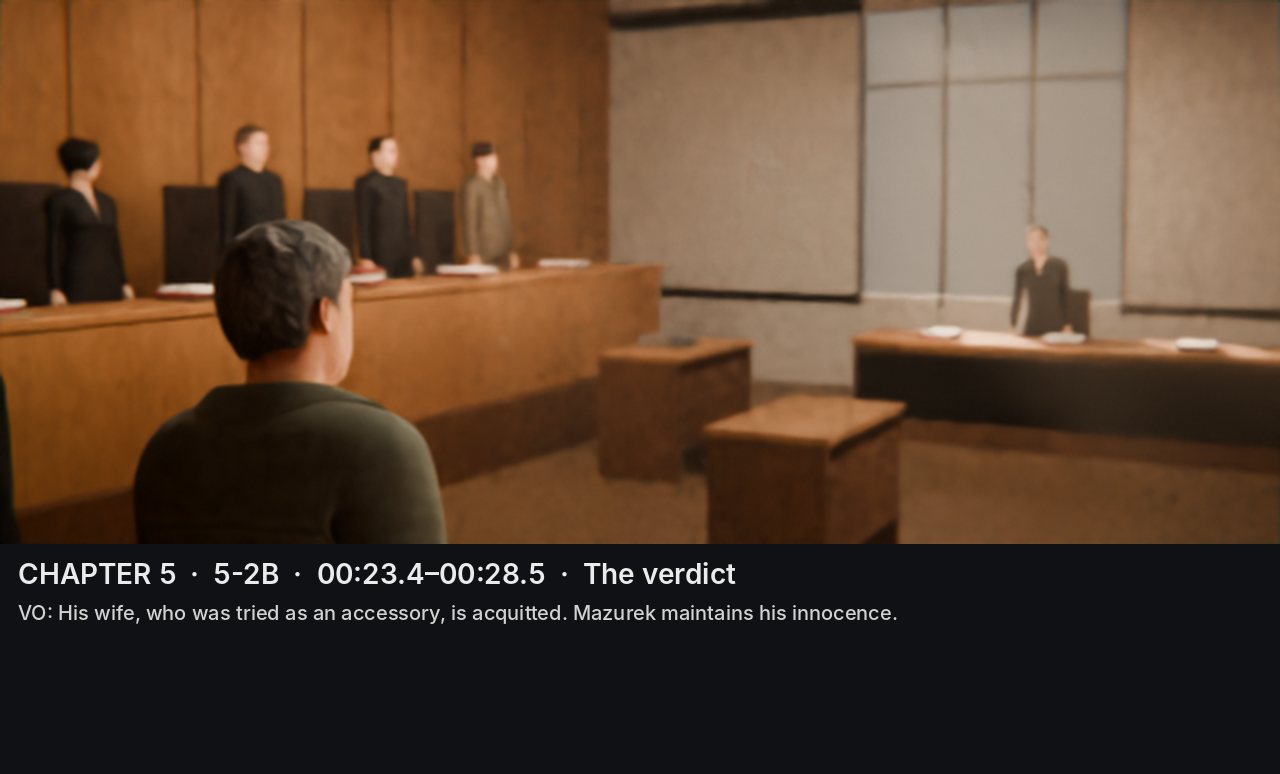 CHAPTER 5 · 5-2B · 00:23.4–00:28.5 · The verdict
VO: His wife, who was tried as an accessory, is acquitted. Mazurek maintains his innocence.